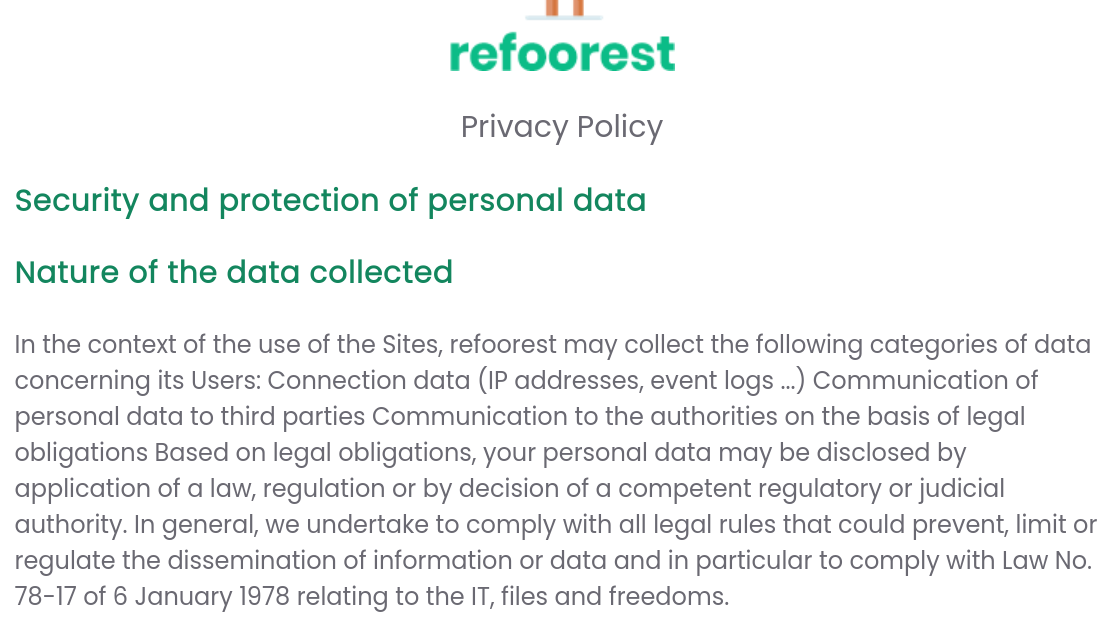 refoorest
Privacy Policy
Security and protection of personal data
Nature of the data collected
In the context of the use of the Sites, refoorest may collect the following categories of data
concerning its Users: Connection data (IP addresses, event logs ...) Communication of
personal data to third parties Communication to the authorities on the basis of legal
obligations Based on legal obligations, your personal data may be disclosed by
application of a law, regulation or by decision of a competent regulatory or judicial
authority. In general, we undertake to comply with all legal rules that could prevent, limit or
regulate the dissemination of information or data and in particular to comply with Law No.
78-17 of 6 January 1978 relating to the IT, files and freedoms.